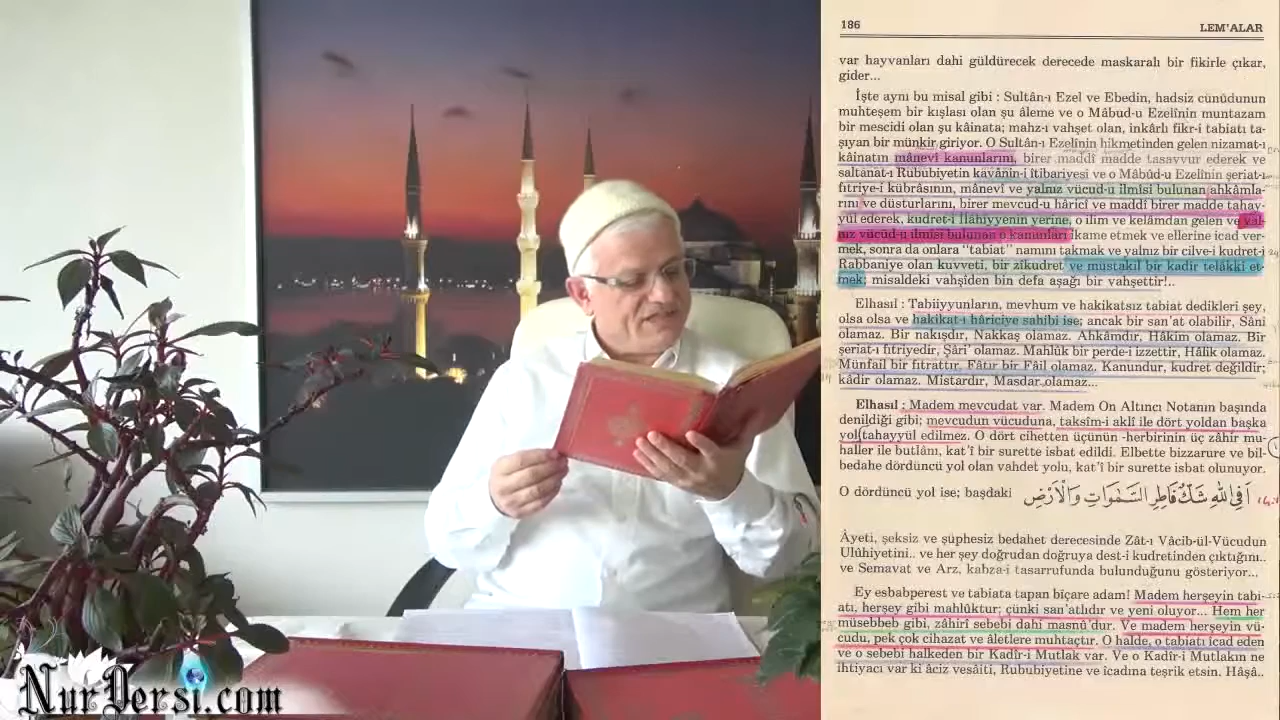 186
LEM'ALAR
var hayvanları dahi güldürecek derecede maskaralı bir fikirle çıkar,
gider...
İşte aynı bu misal gibi : Sultân-ı Ezel ve Ebedin, hadsiz cünûdunun
muhteşem bir kışlası olan şu âleme ve o Mâbud-u Ezelînin muntazam
bir mescidi olan şu kâinata; mahz-ı vahşet olan, inkârlı fikr-i tabiatı ta-
şıyan bir münkir giriyor. O Sultân-ı Ezelînin hikmetinden gelen nizamat-ı
kâinatın mânevî kanunlarını, birer maddî madde tasavvur ederek ve
saltanat-ı Rübubiyetin kavânin-i itibariyesi ve o Mâbûd-u Ezelînin şeriat-ı
fıtriye-i kübrâsının, mânevî ve yalnız vücud-u ilmîsi bulunan ahkâmla-
rını ve düsturlarını, birer mevcud-u hâricî ve maddî birer madde tahay-
yül ederek, kudret-i İlâhiyyenin yerine, o ilim ve kelâmdan gelen ve yal-
nız vücûd-u ilmîsi bulunan o kanunları ikame etmek ve ellerine icad ver-
mek, sonra da onlara "tabiat" namını takmak ve yalnız bir cilve-i kudret-i
Rabbaniye olan kuvveti, bir zîkudret ve müstakil bir kadîr telâkki et-
mek; misaldeki vahşiden bin defa aşağı bir vahşettir!..
Elhasıl : Tabiiyyunların, mevhum ve hakikatsız tabiat dedikleri şey,
olsa olsa ve hakikat-ı hâriciye sahibi ise; ancak bir san'at olabilir, Sâni
olamaz. Bir nakıştır, Nakkaş olamaz. Ahkâmdır, Hâkim olamaz. Bir
şeriat-ı fıtriyedir, Şâri' olamaz. Mahlûk bir perde-i izzettir, Hâlik olamaz.
Münfail bir fıtrattır, Fâtır bir Fâil olamaz. Kanundur, kudret değildir;
kâdir olamaz. Mistardır, Masdar olamaz...
Elhasıl : Madem mevcudat var. Madem On Altıncı Notanın başında
denildiği gibi; mevcudun vücuduna, taksîm-i aklî ile dört yoldan başka
yol tahayyül edilmez. O dört cihetten üçünün -herbirinin üç zâhir mu-
haller ile butlânı, kat'î bir surette isbat edildi. Elbette bizzarure ve bil-
bedahe dördüncü yol olan vahdet yolu, kat'î bir surette isbat olunuyor.
O dördüncü yol ise; başdaki اَفِى اللّٰهِ شَكٌّ فَاطِرِ السَّمٰوَاتِ وَالْاَرْضِ
Âyeti, şeksiz ve şüphesiz bedahet derecesinde Zât-ı Vâcib-ül-Vücudun
Ulûhiyetini.. ve her şey doğrudan doğruya dest-i kudretinden çıktığını..
ve Semavat ve Arz, kabza-i tasarrufunda bulunduğunu gösteriyor...
Ey esbabperest ve tabiata tapan bîçare adam! Madem herşeyin tabi-
atı, herşey gibi mahlûktur; çünki san'atlıdır ve yeni oluyor... Hem her
müsebbeb gibi, zâhirî sebebi dahi masnû'dur. Ve madem herşeyin vü-
cudu, pek çok cihazat ve âletlere muhtaçtır. O halde, o tabiatı icad eden
ve o sebebi halkeden bir Kadîr-i Mutlak var. Ve o Kadîr-i Mutlakın ne
ihtiyacı var ki âciz vesâiti, Rububiyetine ve icadına teşrik etsin. Hâşâ..
NurDersi.com